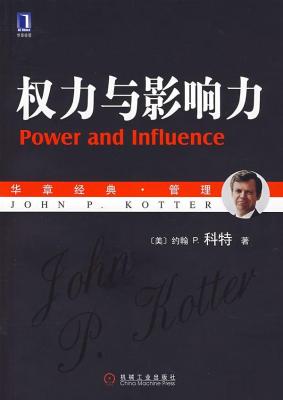 权力与影响力
Power and Influence
华章经典·管理
JOHN P. KOTTER
〔美〕约翰 P. 科特 著
John
P. Kotter
机械工业出版社
China Machine Press